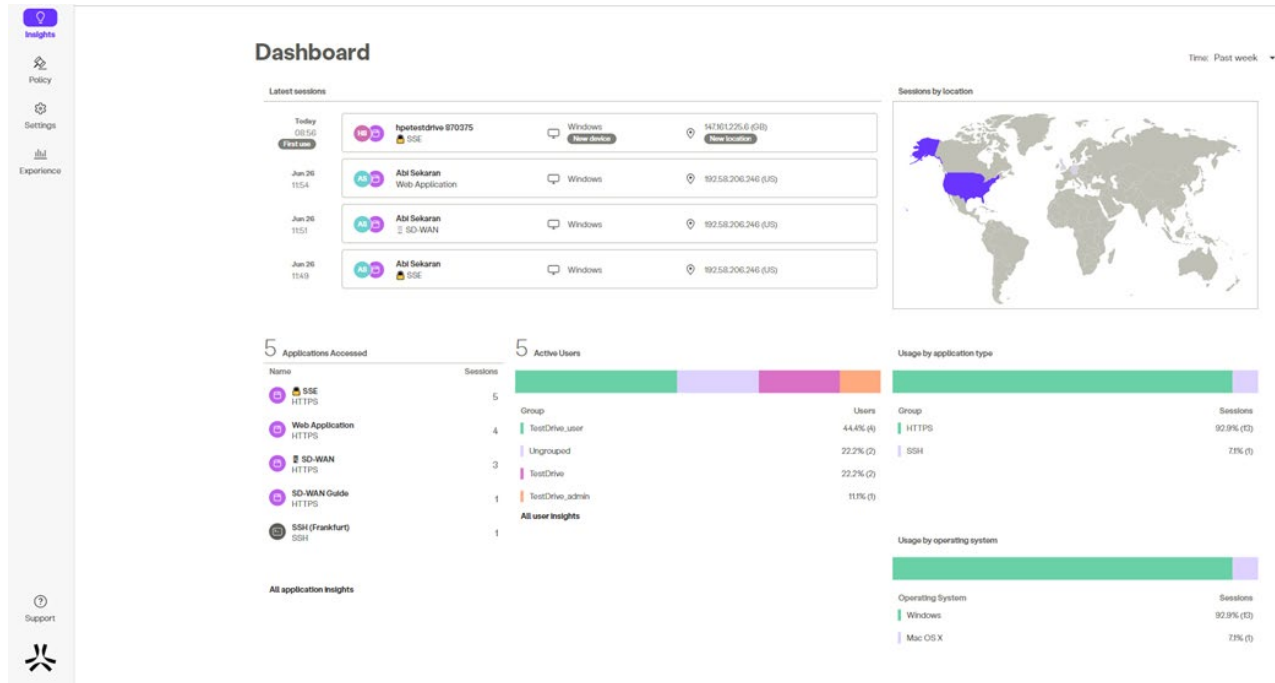 Insights
Policy
Settings
Experience
Support
Dashboard
Time: Past week
Latest sessions
Today
08:56
First use
HB
hpetestdrive 870375
SSE
Windows
New device
147.161.225.6 (GB)
New location
Jun 26
11:54
AS
Abi Sekaran
Web Application
Windows
192.58.206.246 (US)
Jun 26
11:51
AS
Abi Sekaran
SD-WAN
Windows
192.58.206.246 (US)
Jun 26
11:49
AS
Abi Sekaran
SSE
Windows
192.58.206.246 (US)
Sessions by location
5 Applications Accessed
Name Sessions
SSE
HTTPS
5
Web Application
HTTPS
4
SD-WAN
HTTPS
3
SD-WAN Guide
HTTPS
1
SSH (Frankfurt)
SSH
1
All application insights
5 Active Users
Group Users
TestDrive_user 44.4% (4)
Ungrouped 22.2% (2)
TestDrive 22.2% (2)
TestDrive_admin 11.1% (1)
All user insights
Usage by application type
Group Sessions
HTTPS 92.9% (13)
SSH 7.1% (1)
Usage by operating system
Operating System Sessions
Windows 92.9% (13)
Mac OS X 7.1% (1)